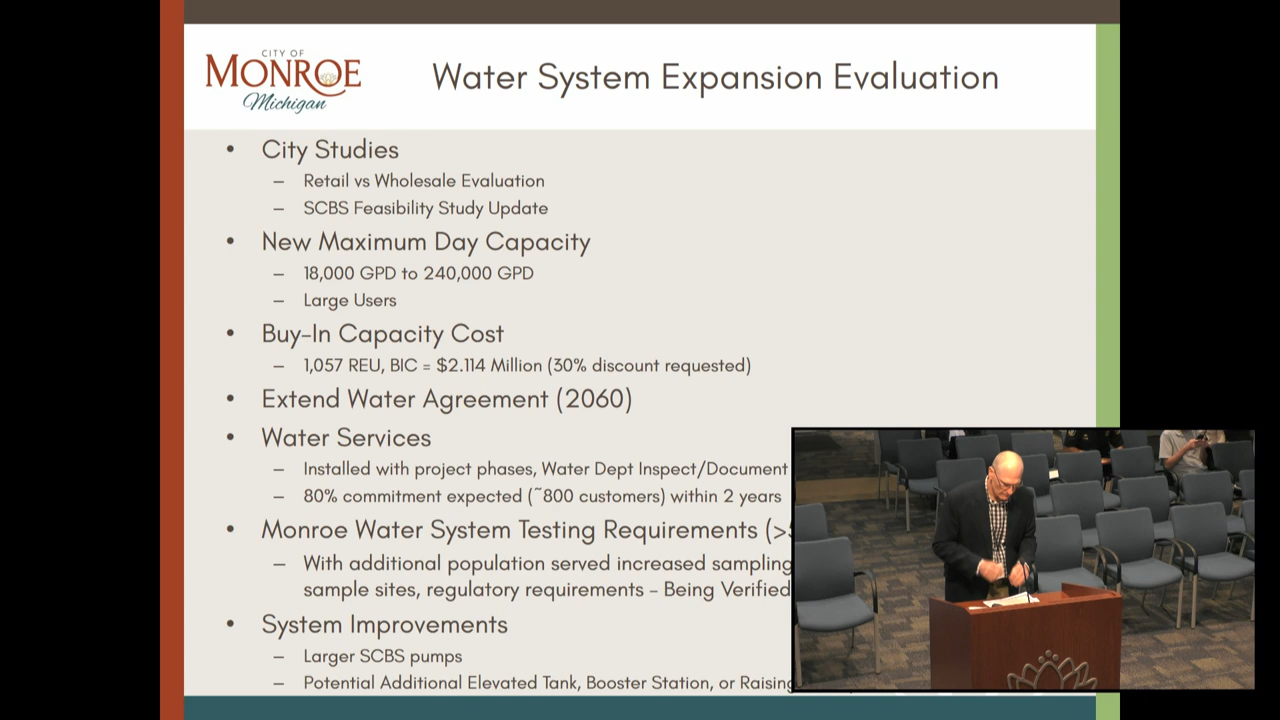 CITY OF
MONROE
Michigan
Water System Expansion Evaluation
• City Studies
– Retail vs Wholesale Evaluation
– SCBS Feasibility Study Update
• New Maximum Day Capacity
– 18,000 GPD to 240,000 GPD
– Large Users
• Buy-In Capacity Cost
– 1,057 REU, BIC = $2.114 Million (30% discount requested)
• Extend Water Agreement (2060)
• Water Services
– Installed with project phases, Water Dept Inspect/Document
– 80% commitment expected (~800 customers) within 2 years
• Monroe Water System Testing Requirements (>
– With additional population served increased sampling
sample sites, regulatory requirements – Being Verified
• System Improvements
– Larger SCBS pumps
– Potential Additional Elevated Tank, Booster Station, or Raising